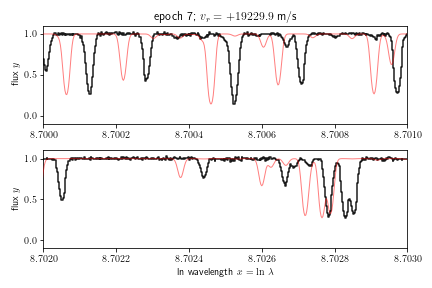 epoch 7; $v_r = +19229.9$ m/s
1.0
0.5
0.0
flux $y$
8.7000 8.7002 8.7004 8.7006 8.7008 8.7010
1.0
0.5
0.0
flux $y$
8.7020 8.7022 8.7024 8.7026 8.7028 8.7030
ln wavelength $x = \ln \lambda$